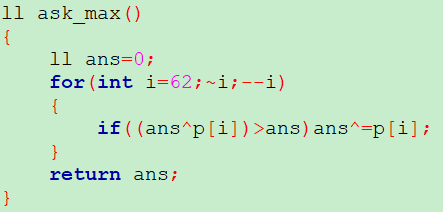 ll ask_max()
{
    ll ans=0;
    for(int i=62;~i;--i)
    {
        if((ans^p[i])>ans)ans^=p[i];
    }
    return ans;
}